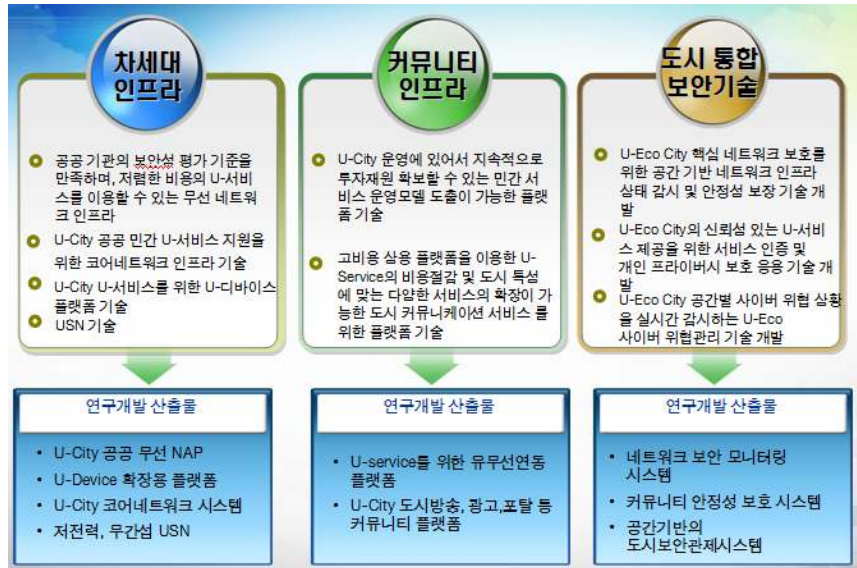 차세대
인프라
공공 기관의 보안성 평가 기준을
만족하며, 저렴한 비용의 U-서비
스를 이용할 수 있는 무선 네트워
크 인프라
U-City 공공 민간 U-서비스 지원을
위한 코어네트워크 인프라 기술
U-City U-서비스를 위한 U-디바이스
플랫폼 기술
USN 기술
연구개발 산출물
• U-City 공공 무선 NAP
• U-Device 확장용 플랫폼
• U-City 코어네트워크 시스템
• 저전력, 무간섭 USN
커뮤니티
인프라
U-City 운영에 있어서 지속적으로
투자재원 확보할 수 있는 민간 서
비스 운영모델 도출이 가능한 플랫
폼 기술
고비용 상용 플랫폼을 이용한 U-
Service의 비용절감 및 도시 특성
에 맞는 다양한 서비스의 확장이 가
능한 도시 커뮤니케이션 서비스 를
위한 플랫폼 기술
연구개발 산출물
• U-service를 위한 유무선연동
플랫폼
• U-City 도시방송, 광고,포탈 등
커뮤니티 플랫폼
도시 통합
보안기술
U-Eco City 핵심 네트워크 보호를
위한 공간 기반 네트워크 인프라
상태 감시 및 안정성 보장 기술 개
발
U-Eco City의 신뢰성 있는 U-서비
스 제공을 위한 서비스 인증 및
개인 프라이버시 보호 응용 기술 개
발
U-Eco City 공간별 사이버 위협 상황
을 실시간 감시하는 U-Eco
사이버 위협관리 기술 개발
연구개발 산출물
• 네트워크 보안 모니터링
시스템
• 커뮤니티 안정성 보호 시스템
• 공간기반의
도시보안관제시스템